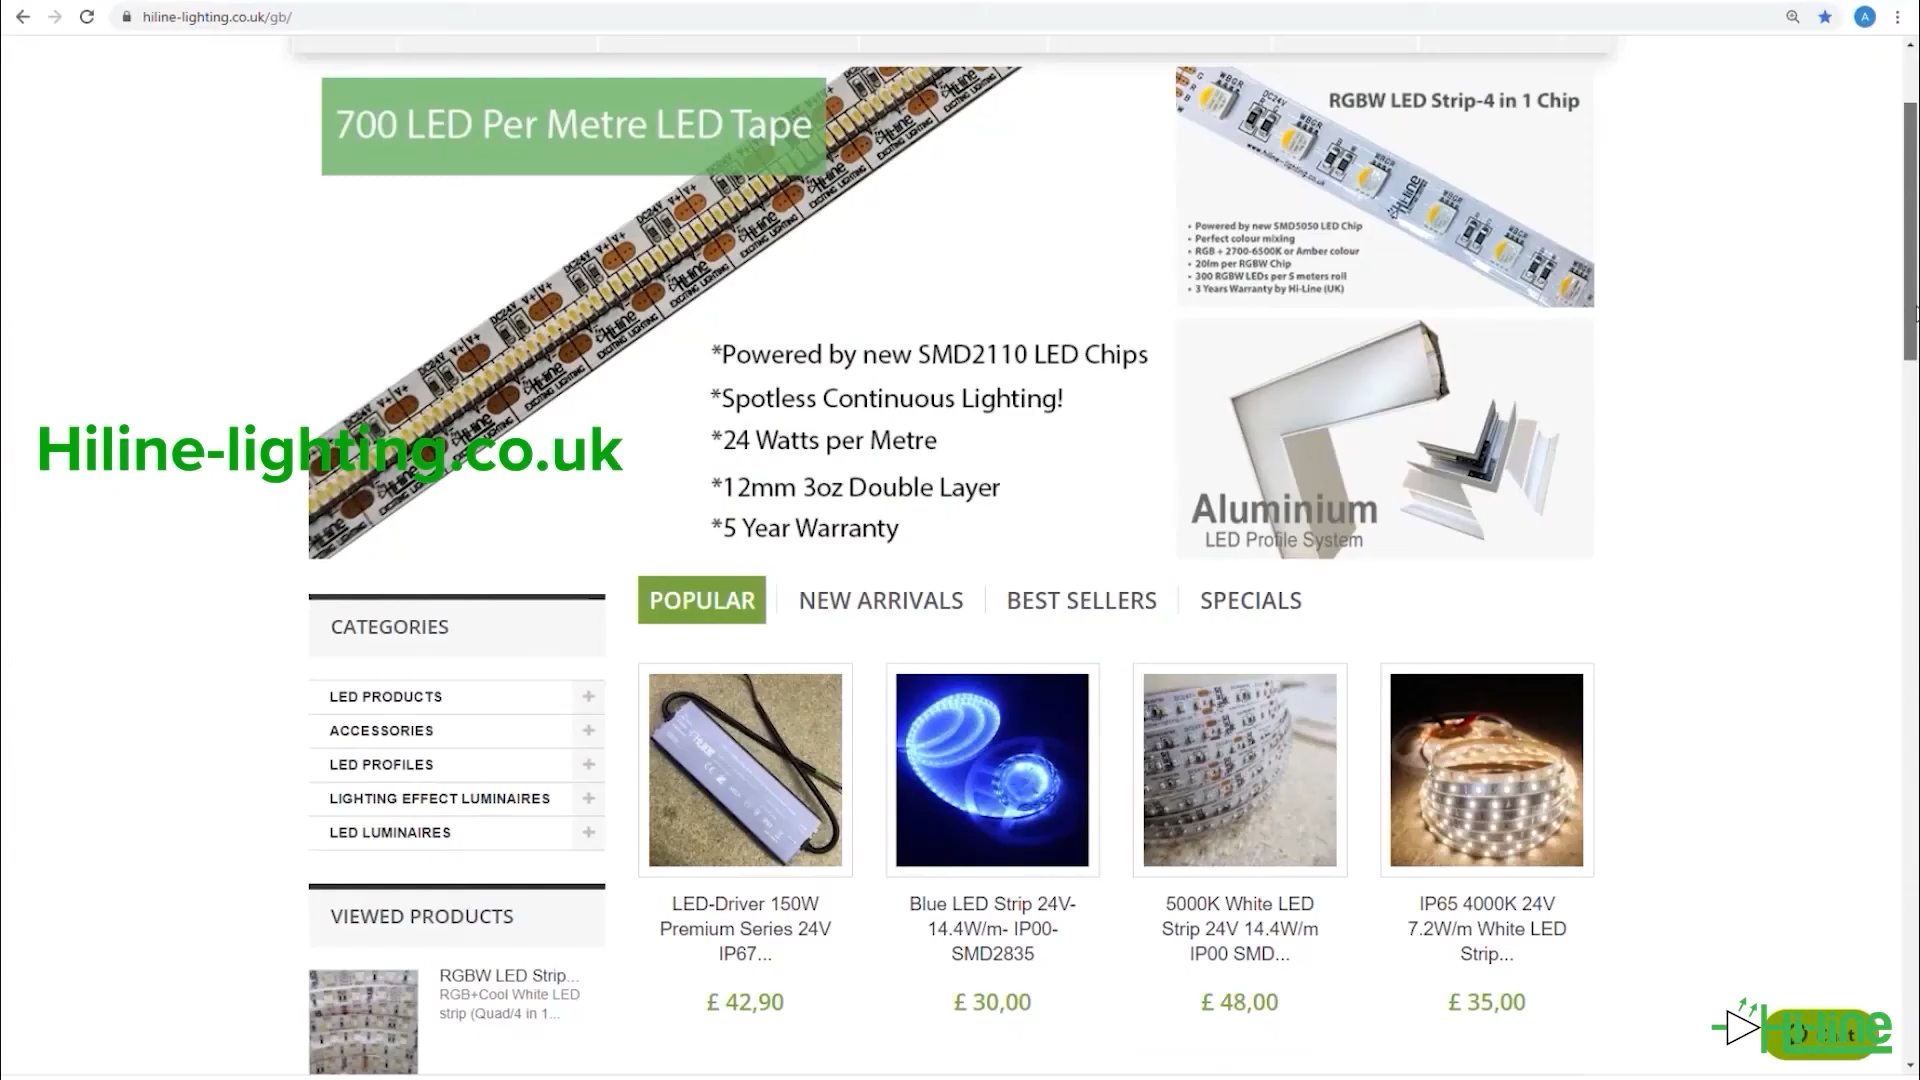 hiline-lighting.co.uk/gb/
A
700 LED Per Metre LED Tape
RGBW LED Strip-4 in 1 Chip
• Powered by new SMD5050 LED Chip
• Perfect colour mixing
• RGB + 2700-6500K or Amber colour
• 20lm per RGBW Chip
• 300 RGBW LEDs per 5 meters roll
• 3 Years Warranty by Hi-Line (UK)
*Powered by new SMD2110 LED Chips
*Spotless Continuous Lighting!
*24 Watts per Metre
*12mm 3oz Double Layer
*5 Year Warranty
Hiline-lighting.co.uk
Aluminium
LED Profile System
POPULAR
NEW ARRIVALS
BEST SELLERS
SPECIALS
CATEGORIES
LED PRODUCTS
ACCESSORIES
LED PROFILES
LIGHTING EFFECT LUMINAIRES
LED LUMINAIRES
LED-Driver 150W
Premium Series 24V
IP67...
£ 42,90
Blue LED Strip 24V-
14.4W/m- IP00-
SMD2835
£ 30,00
5000K White LED
Strip 24V 14.4W/m
IP00 SMD...
£ 48,00
IP65 4000K 24V
7.2W/m White LED
Strip...
£ 35,00
VIEWED PRODUCTS
RGBW LED Strip...
RGB+Cool White LED
strip (Quad/4 in 1...
Hi-line